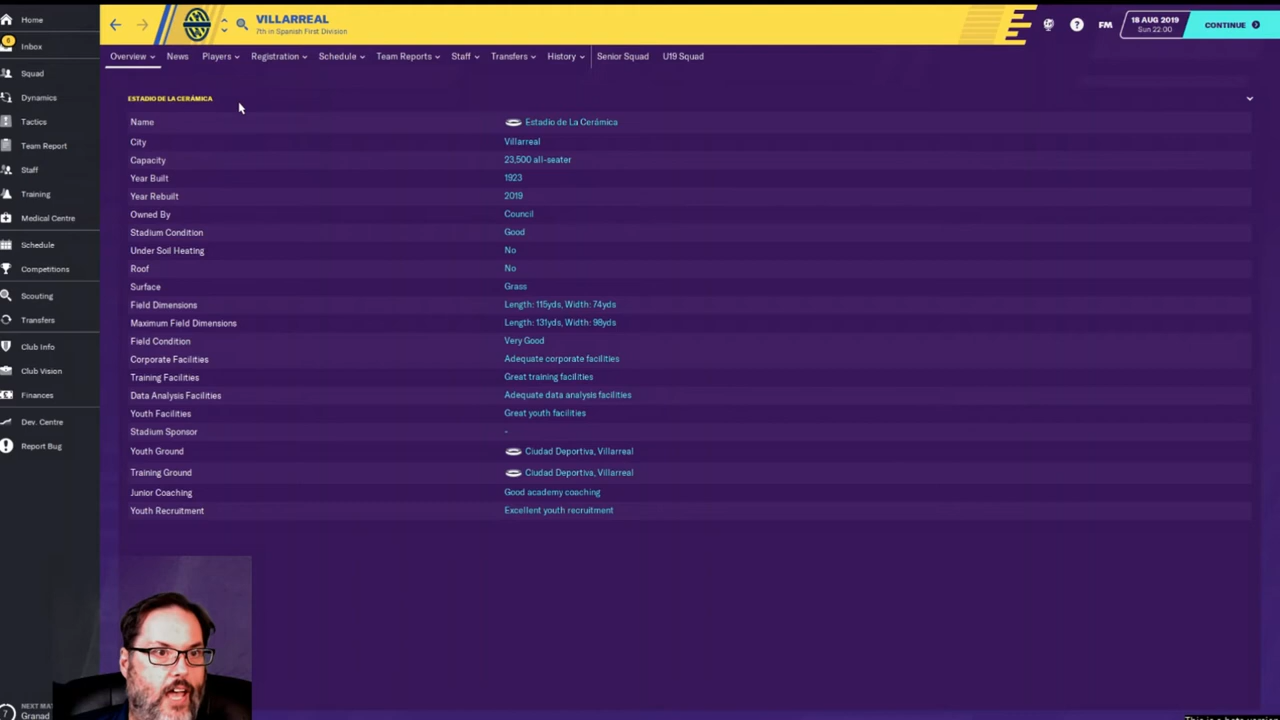 Home
VILLARREAL
7th in Spanish First Division
FM
18 AUG 2019
Sun 22:00
CONTINUE
6
Inbox
Overview
News
Players
Registration
Schedule
Team Reports
Staff
Transfers
History
Senior Squad
U19 Squad
Squad
Dynamics
Tactics
Team Report
Staff
Training
Medical Centre
Schedule
Competitions
Scouting
Transfers
Club Info
Club Vision
Finances
Dev. Centre
Report Bug
ESTADIO DE LA CERÁMICA
Name Estadio de La Cerámica
City Villarreal
Capacity 23,500 all-seater
Year Built 1923
Year Rebuilt 2019
Owned By Council
Stadium Condition Good
Under Soil Heating No
Roof No
Surface Grass
Field Dimensions Length: 115yds, Width: 74yds
Maximum Field Dimensions Length: 131yds, Width: 98yds
Field Condition Very Good
Corporate Facilities Adequate corporate facilities
Training Facilities Great training facilities
Data Analysis Facilities Adequate data analysis facilities
Youth Facilities Great youth facilities
Stadium Sponsor -
Youth Ground Ciudad Deportiva, Villarreal
Training Ground Ciudad Deportiva, Villarreal
Junior Coaching Good academy coaching
Youth Recruitment Excellent youth recruitment
7
NEXT MA
Granad